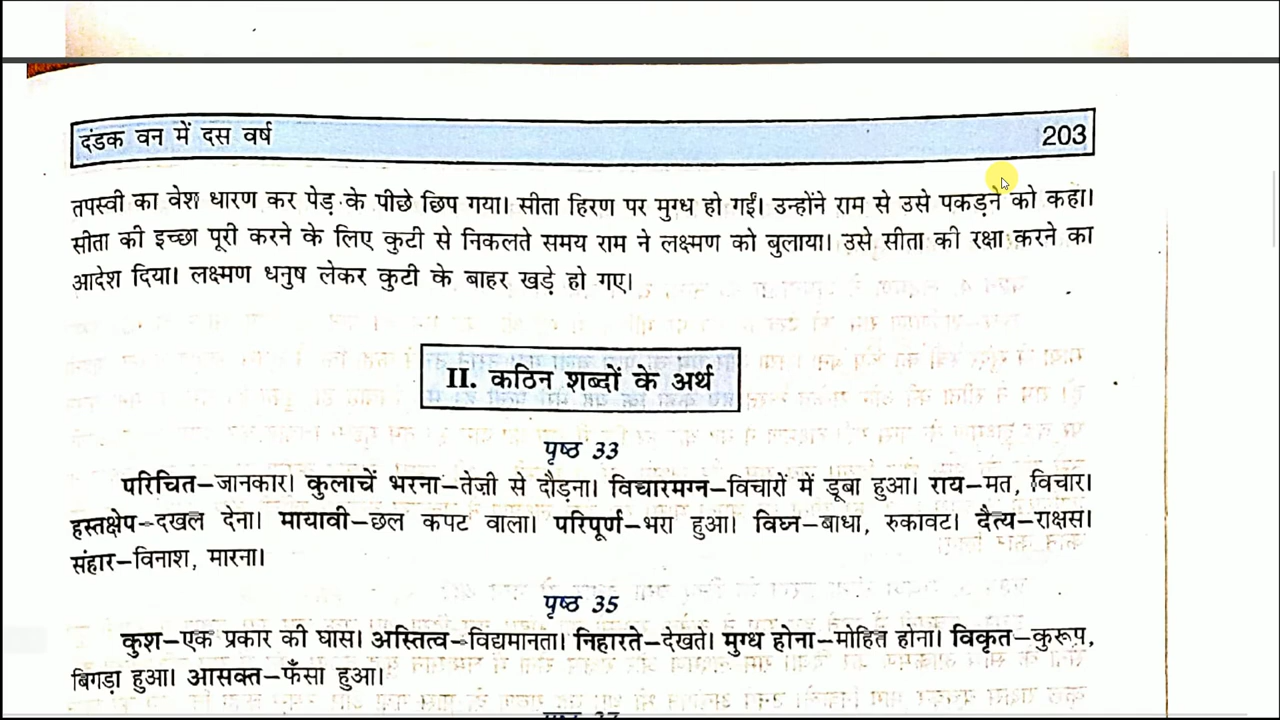 दंडक वन में दस वर्ष 203
तपस्वी का वेश धारण कर पेड़ के पीछे छिप गया। सीता हिरण पर मुग्ध हो गईं। उन्होंने राम से उसे पकड़ने को कहा।
सीता की इच्छा पूरी करने के लिए कुटी से निकलते समय राम ने लक्ष्मण को बुलाया। उसे सीता की रक्षा करने का
आदेश दिया। लक्ष्मण धनुष लेकर कुटी के बाहर खड़े हो गए।
II. कठिन शब्दों के अर्थ
पृष्ठ 33
परिचित–जानकार। कुलाचें भरना–तेजी से दौड़ना। विचारमग्न–विचारों में डूबा हुआ। राय–मत, विचार।
हस्तक्षेप–दखल देना। मायावी–छल कपट वाला। परिपूर्ण–भरा हुआ। विघ्न–बाधा, रुकावट। दैत्य–राक्षस।
संहार–विनाश, मारना।
पृष्ठ 35
कुश–एक प्रकार की घास। अस्तित्व–विद्यमानता। निहारते–देखते। मुग्ध होना–मोहित होना। विकृत–कुरूप,
बिगड़ा हुआ। आसक्त–फँसा हुआ।